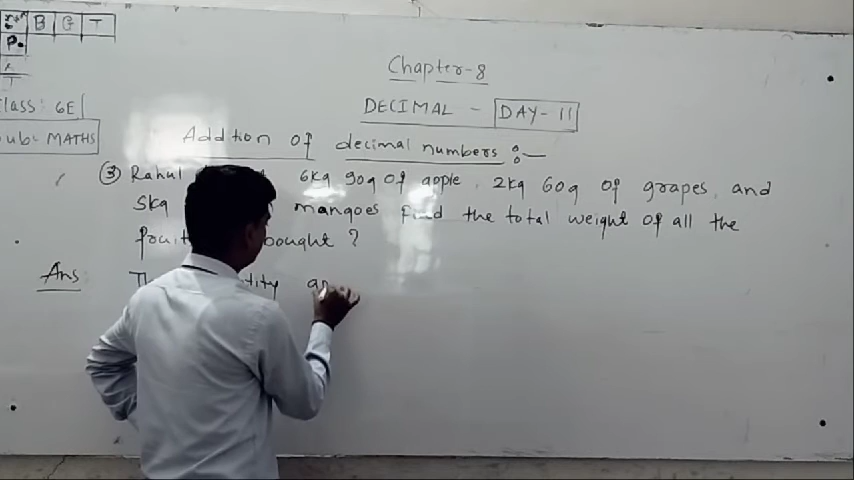 B G T
P.
Chapter-8
Class: 6E
DECIMAL - DAY-11
Sub: MATHS
Addtion of decimal numbers :-
③ Rahul 6kg 90g of apple, 2kg 60g of grapes, and
5kg mangoes find the total weight of all the
bought ?
Ans